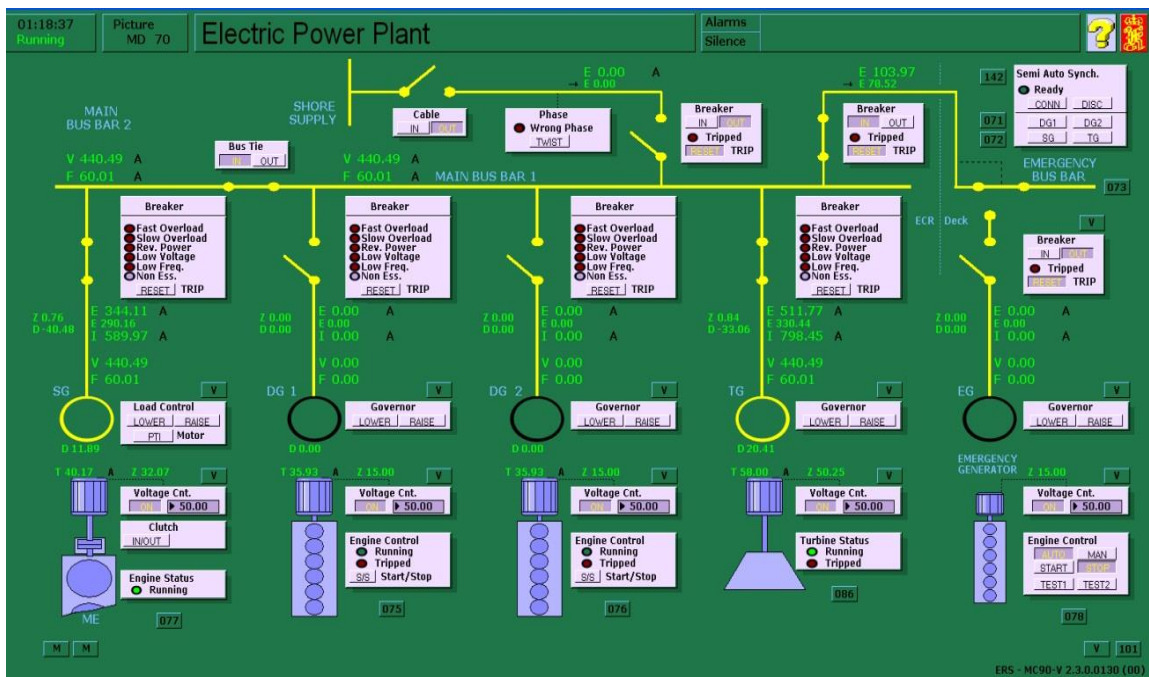 01:18:37
Running
Picture
MD 70
Electric Power Plant
Alarms
Silence
MAIN
BUS BAR 2
SHORE
SUPPLY
Cable
IN OUT
E 0.00 A
→ E 0.00
Phase
Wrong Phase
TWIST
Breaker
IN OUT
Tripped
RESET TRIP
E 103.97
→ E 78.52
Breaker
IN OUT
Tripped
RESET TRIP
142
071
072
Semi Auto Synch.
Ready
CONN DISC
DG1 DG2
SG TG
EMERGENCY
BUS BAR
073
ECR Deck
V 440.49 A
F 60.01 A
Bus Tie
IN OUT
V 440.49 A
F 60.01 A
MAIN BUS BAR 1
Breaker
Fast Overload
Slow Overload
Rev. Power
Low Voltage
Low Freq.
Non Ess.
RESET TRIP
Breaker
Fast Overload
Slow Overload
Rev. Power
Low Voltage
Low Freq.
Non Ess.
RESET TRIP
Breaker
Fast Overload
Slow Overload
Rev. Power
Low Voltage
Low Freq.
Non Ess.
RESET TRIP
Breaker
Fast Overload
Slow Overload
Rev. Power
Low Voltage
Low Freq.
Non Ess.
RESET TRIP
V
Breaker
IN OUT
Tripped
RESET TRIP
Z 0.76
D -40.48
E 344.11 A
E 290.16
I 589.97 A
V 440.49
F 60.01
Z 0.00
D 0.00
E 0.00 A
E 0.00
I 0.00 A
V 0.00
F 0.00
Z 0.00
D 0.00
E 0.00 A
E 0.00
I 0.00 A
V 0.00
F 0.00
Z 0.84
D -33.06
E 511.77 A
E 330.44
I 798.45 A
V 440.49
F 60.01
Z 0.00
D 0.00
E 0.00 A
E 0.00
I 0.00 A
V 0.00
F 0.00
SG
V
Load Control
LOWER RAISE
PTI Motor
D 11.89
DG 1
V
Governor
LOWER RAISE
D 0.00
DG 2
V
Governor
LOWER RAISE
D 0.00
TG
V
Governor
LOWER RAISE
D 20.41
EG
V
Governor
LOWER RAISE
EMERGENCY
GENERATOR
T 40.17 A Z 32.07 V
Voltage Cnt.
ON 50.00
Clutch
IN/OUT
Engine Status
Running
ME
077
T 35.93 A Z 15.00 V
Voltage Cnt.
ON 50.00
Engine Control
Running
Tripped
S/S Start/Stop
075
T 35.93 A Z 15.00 V
Voltage Cnt.
ON 50.00
Engine Control
Running
Tripped
S/S Start/Stop
076
T 58.00 A Z 50.25 V
Voltage Cnt.
ON 50.00
Turbine Status
Running
Tripped
086
Z 15.00 V
Voltage Cnt.
ON 50.00
Engine Control
AUTO MAN
START STOP
TEST1 TEST2
078
M M
V 101
ERS - MC90-V 2.3.0.0130 (00)